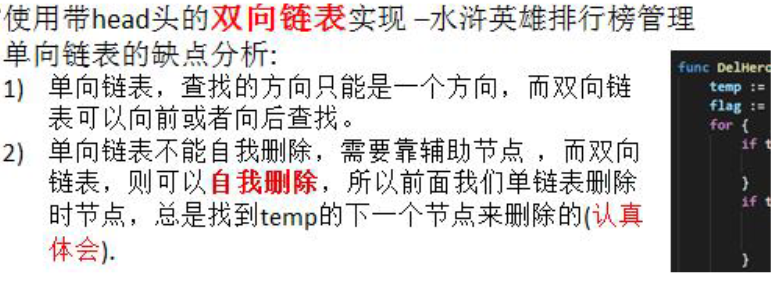 使用带head头的双向链表实现 –水浒英雄排行榜管理
单向链表的缺点分析:
1) 单向链表，查找的方向只能是一个方向，而双向链
表可以向前或者向后查找。
2) 单向链表不能自我删除，需要靠辅助节点 ，而双向
链表，则可以自我删除，所以前面我们单链表删除
时节点，总是找到temp的下一个节点来删除的(认真
体会).
func DelHero
temp :=
flag :=
for {
if t
}
if t
}